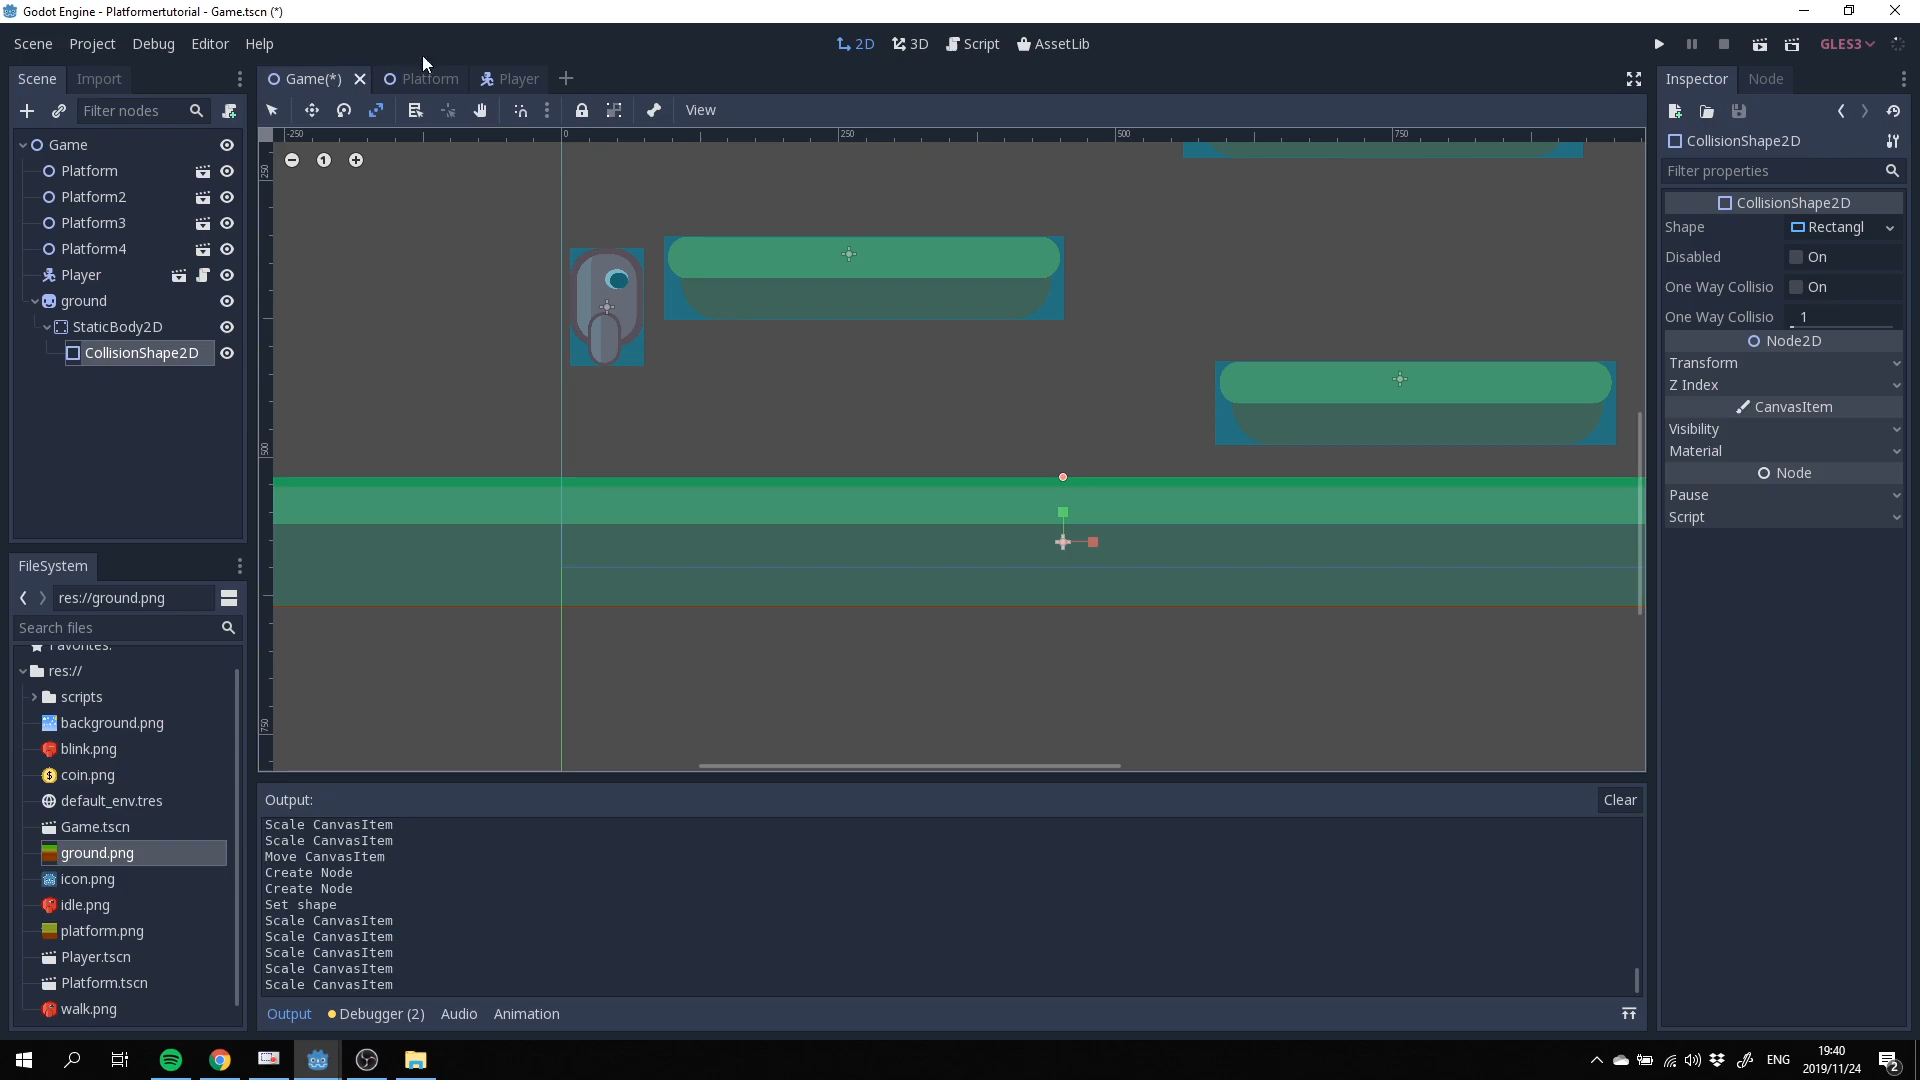 Godot Engine - Platformertutorial - Game.tscn (*)
Scene Project Debug Editor Help
2D 3D Script AssetLib
GLES3
Scene Import
Filter nodes
Game
Platform
Platform2
Platform3
Platform4
Player
ground
StaticBody2D
CollisionShape2D
FileSystem
res://ground.png
Search files
Favorites:
res://
scripts
background.png
blink.png
coin.png
default_env.tres
Game.tscn
ground.png
icon.png
idle.png
platform.png
Player.tscn
Platform.tscn
walk.png
Game(*) Platform Player
View
-250 0 250 500 750
250
500
750
1
Output:
Clear
Scale CanvasItem
Scale CanvasItem
Move CanvasItem
Create Node
Create Node
Set shape
Scale CanvasItem
Scale CanvasItem
Scale CanvasItem
Scale CanvasItem
Scale CanvasItem
Output Debugger (2) Audio Animation
Inspector Node
CollisionShape2D
Filter properties
CollisionShape2D
Shape Rectangl
Disabled On
One Way Collisio On
One Way Collisio 1
Node2D
Transform
Z Index
CanvasItem
Visibility
Material
Node
Pause
Script
ENG
19:40
2019/11/24
2